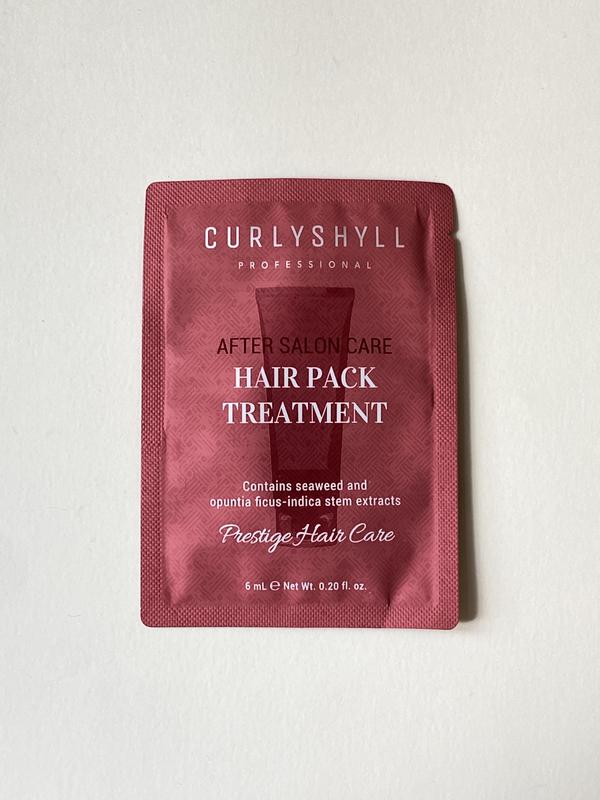 CURLYSHYLL
PROFESSIONAL
AFTER SALON CARE
HAIR PACK
TREATMENT
Contains seaweed and
opuntia ficus-indica stem extracts
Prestige Hair Care
6 mL ℮ Net Wt. 0.20 fl. oz.